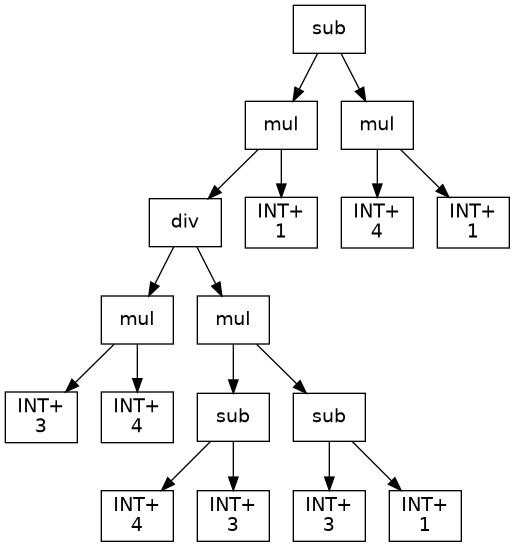 sub
mul
mul
div
INT+
1
INT+
4
INT+
1
mul
mul
INT+
3
INT+
4
sub
sub
INT+
4
INT+
3
INT+
3
INT+
1